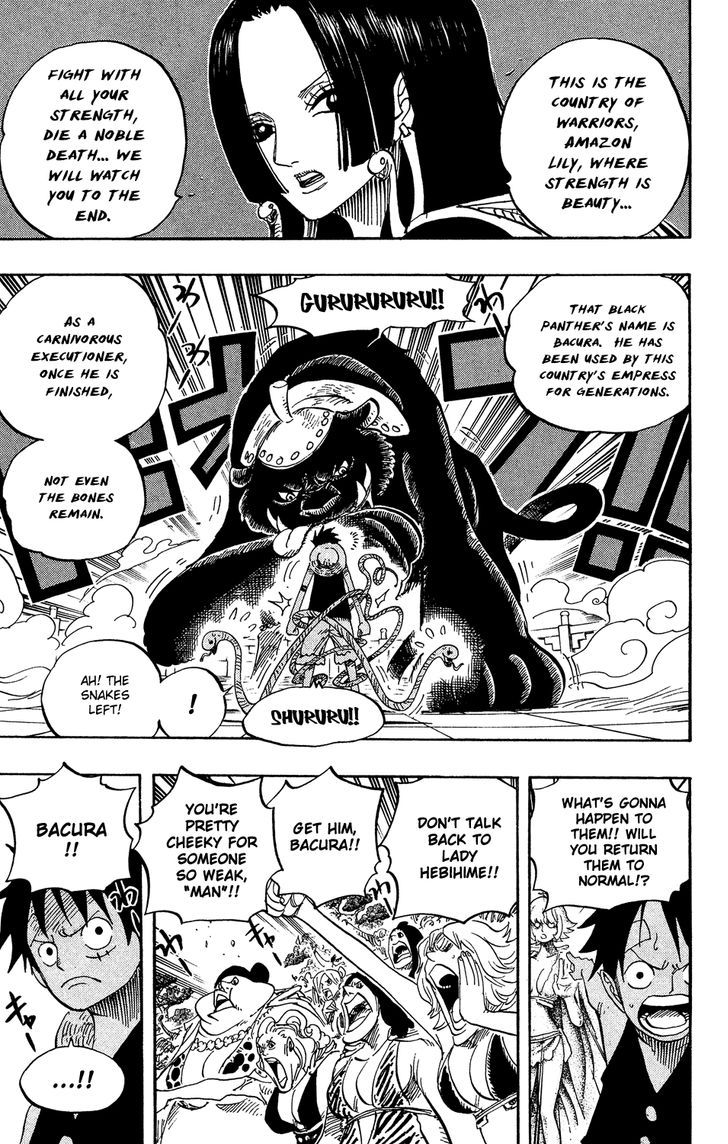 THIS IS THE
COUNTRY OF
WARRIORS,
AMAZON
LILY, WHERE
STRENGTH IS
BEAUTY...
FIGHT WITH
ALL YOUR
STRENGTH,
DIE A NOBLE
DEATH... WE
WILL WATCH
YOU TO THE
END.
THAT BLACK
PANTHER'S NAME IS
BACURA. HE HAS
BEEN USED BY THIS
COUNTRY'S EMPRESS
FOR GENERATIONS.
GURURURURU!!
AS A
CARNIVOROUS
EXECUTIONER,
ONCE HE IS
FINISHED,
NOT EVEN
THE BONES
REMAIN.
SHURURU!!
!
AH! THE
SNAKES
LEFT!
WHAT'S GONNA
HAPPEN TO
THEM!! WILL
YOU RETURN
THEM TO
NORMAL!?
DON'T TALK
BACK TO
LADY
HEBIHIME!!
GET HIM,
BACURA!!
YOU'RE
PRETTY
CHEEKY FOR
SOMEONE
SO WEAK,
"MAN"!!
BACURA
!!
...!!